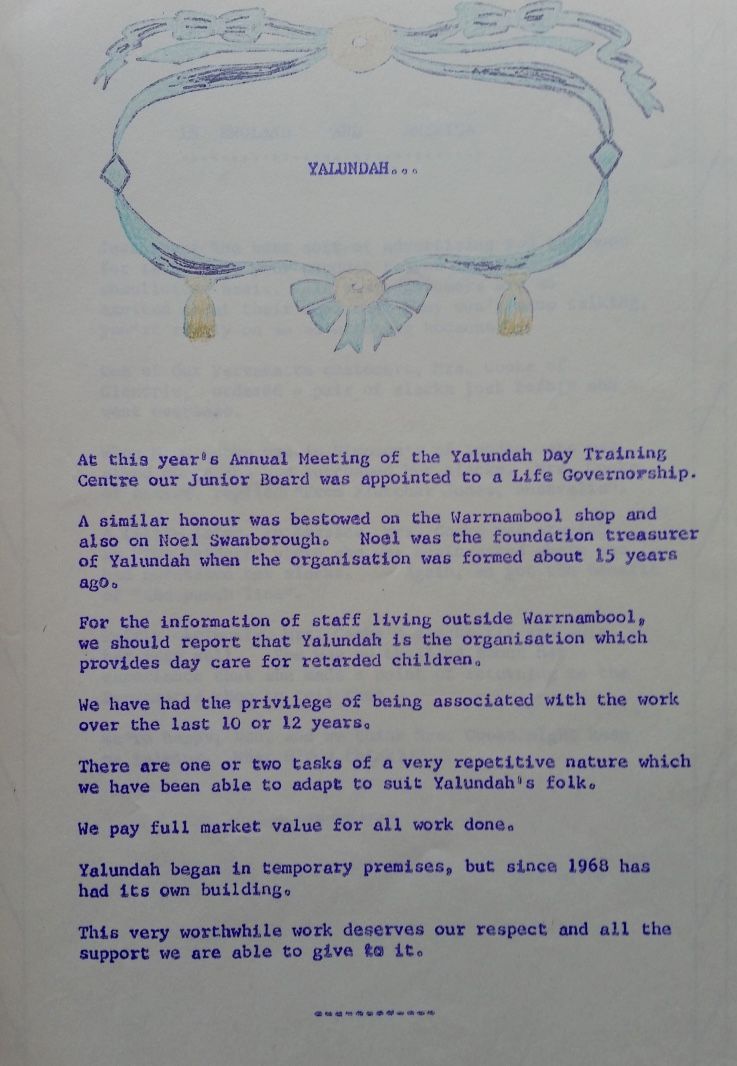 YALUNDAH...
At this year's Annual Meeting of the Yalundah Day Training
Centre our Junior Board was appointed to a Life Governorship.
A similar honour was bestowed on the Warrnambool shop and
also on Noel Swanborough. Noel was the foundation treasurer
of Yalundah when the organisation was formed about 15 years
ago.
For the information of staff living outside Warrnambool,
we should report that Yalundah is the organisation which
provides day care for retarded children.
We have had the privilege of being associated with the work
over the last 10 or 12 years.
There are one or two tasks of a very repetitive nature which
we have been able to adapt to suit Yalundah's folk.
We pay full market value for all work done.
Yalundah began in temporary premises, but since 1968 has
had its own building.
This very worthwhile work deserves our respect and all the
support we are able to give to it.